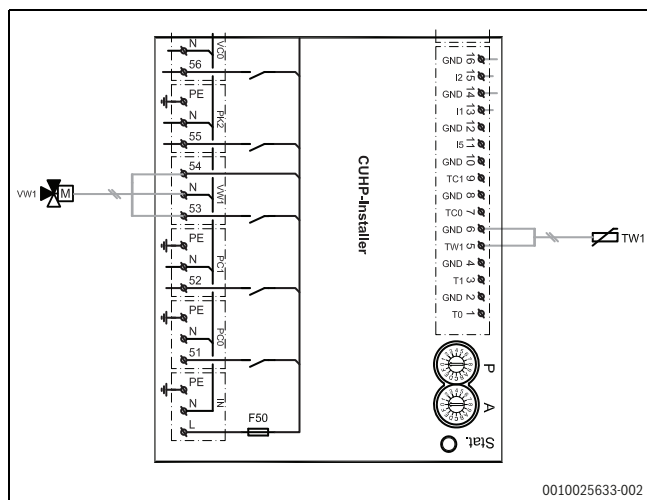 N
VC0
56
PE
N
PK2
55
54
N
VW1
53
PE
N
PC1
52
PE
N
PC0
51
PE
N
IN
L
F50
VW1
M
CUHP-Installer
GND 16
I2 15
GND 14
I1 13
GND 12
I5 11
GND 10
TC1 9
GND 8
TC0 7
GND 6
TW1 5
GND 4
T1 3
GND 2
T0 1
TW1
P
A
Stat.
0010025633-002